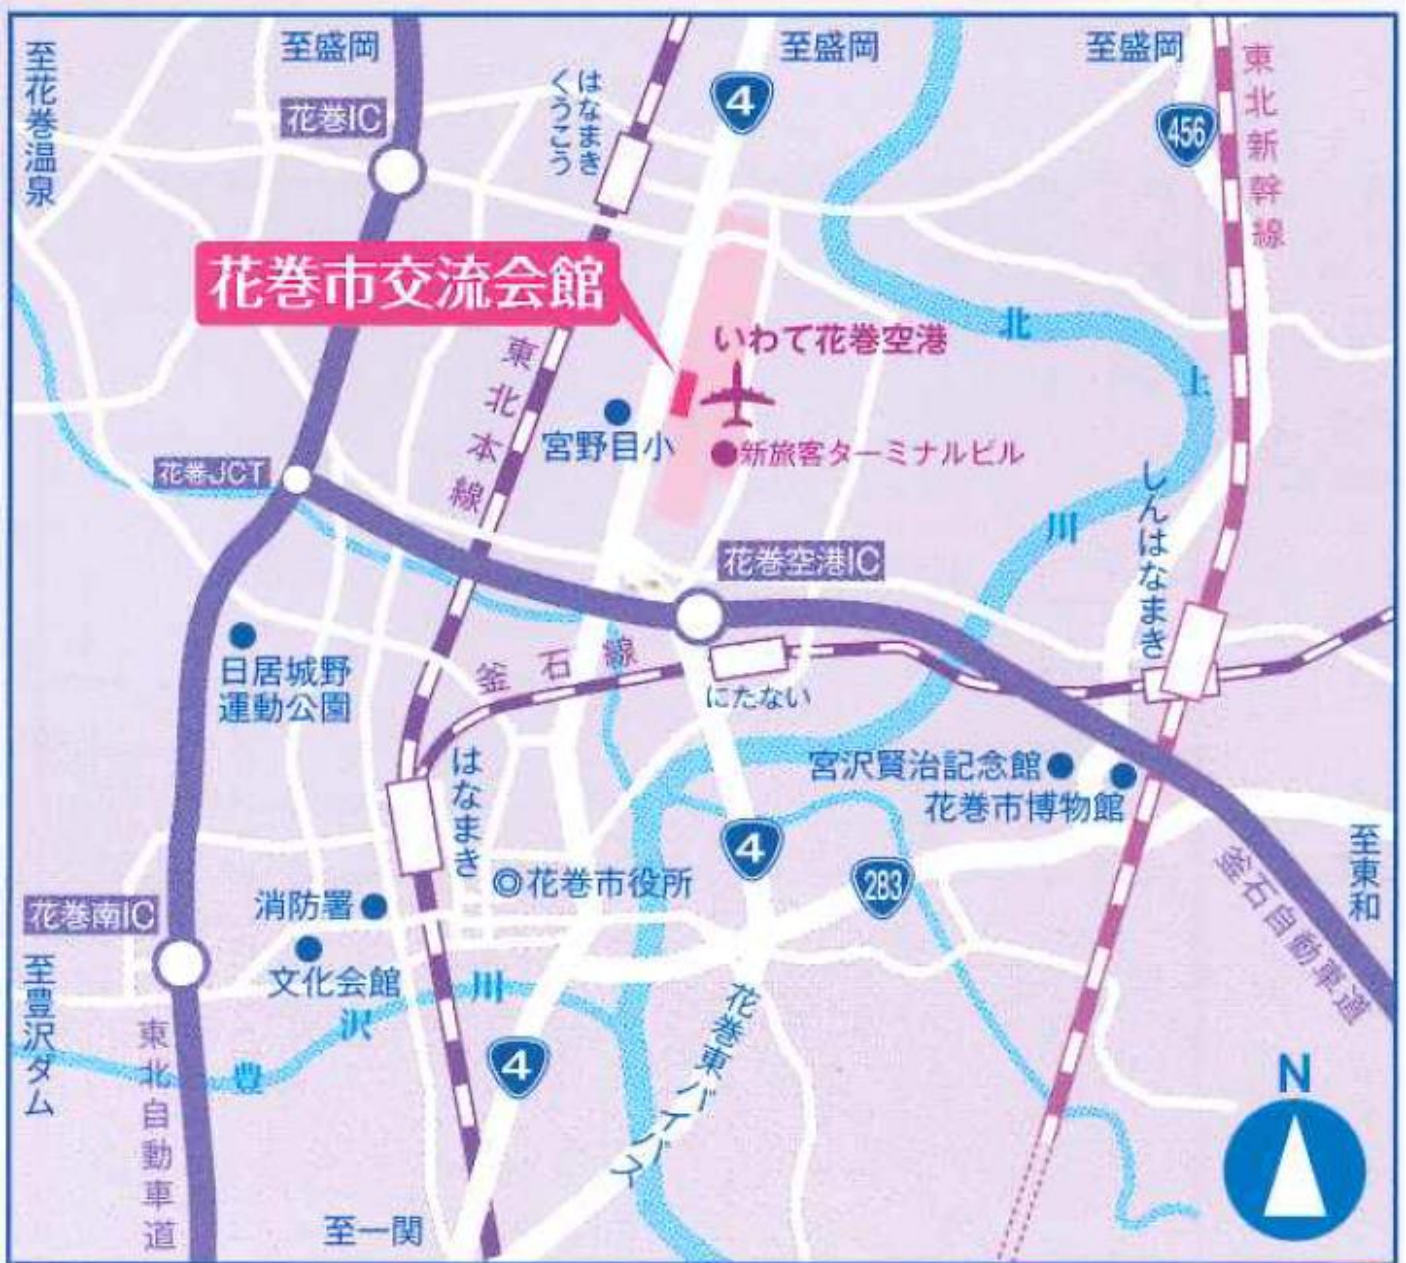 至花巻温泉
至盛岡
花巻IC
はなまき
くうこう
4
至盛岡
至盛岡
456
東北新幹線
花巻市交流会館
いわて花巻空港
北上川
東北本線
宮野目小
新旅客ターミナルビル
花巻JCT
しんはなまき
花巻空港IC
日居城野
運動公園
釜石線
にたない
はなまき
宮沢賢治記念館
花巻市博物館
4
283
至東和
釜石自動車道
◎花巻市役所
消防署
花巻南IC
文化会館
至豊沢ダム
豊沢川
東北自動車道
4
花巻東バイパス
至一関
N